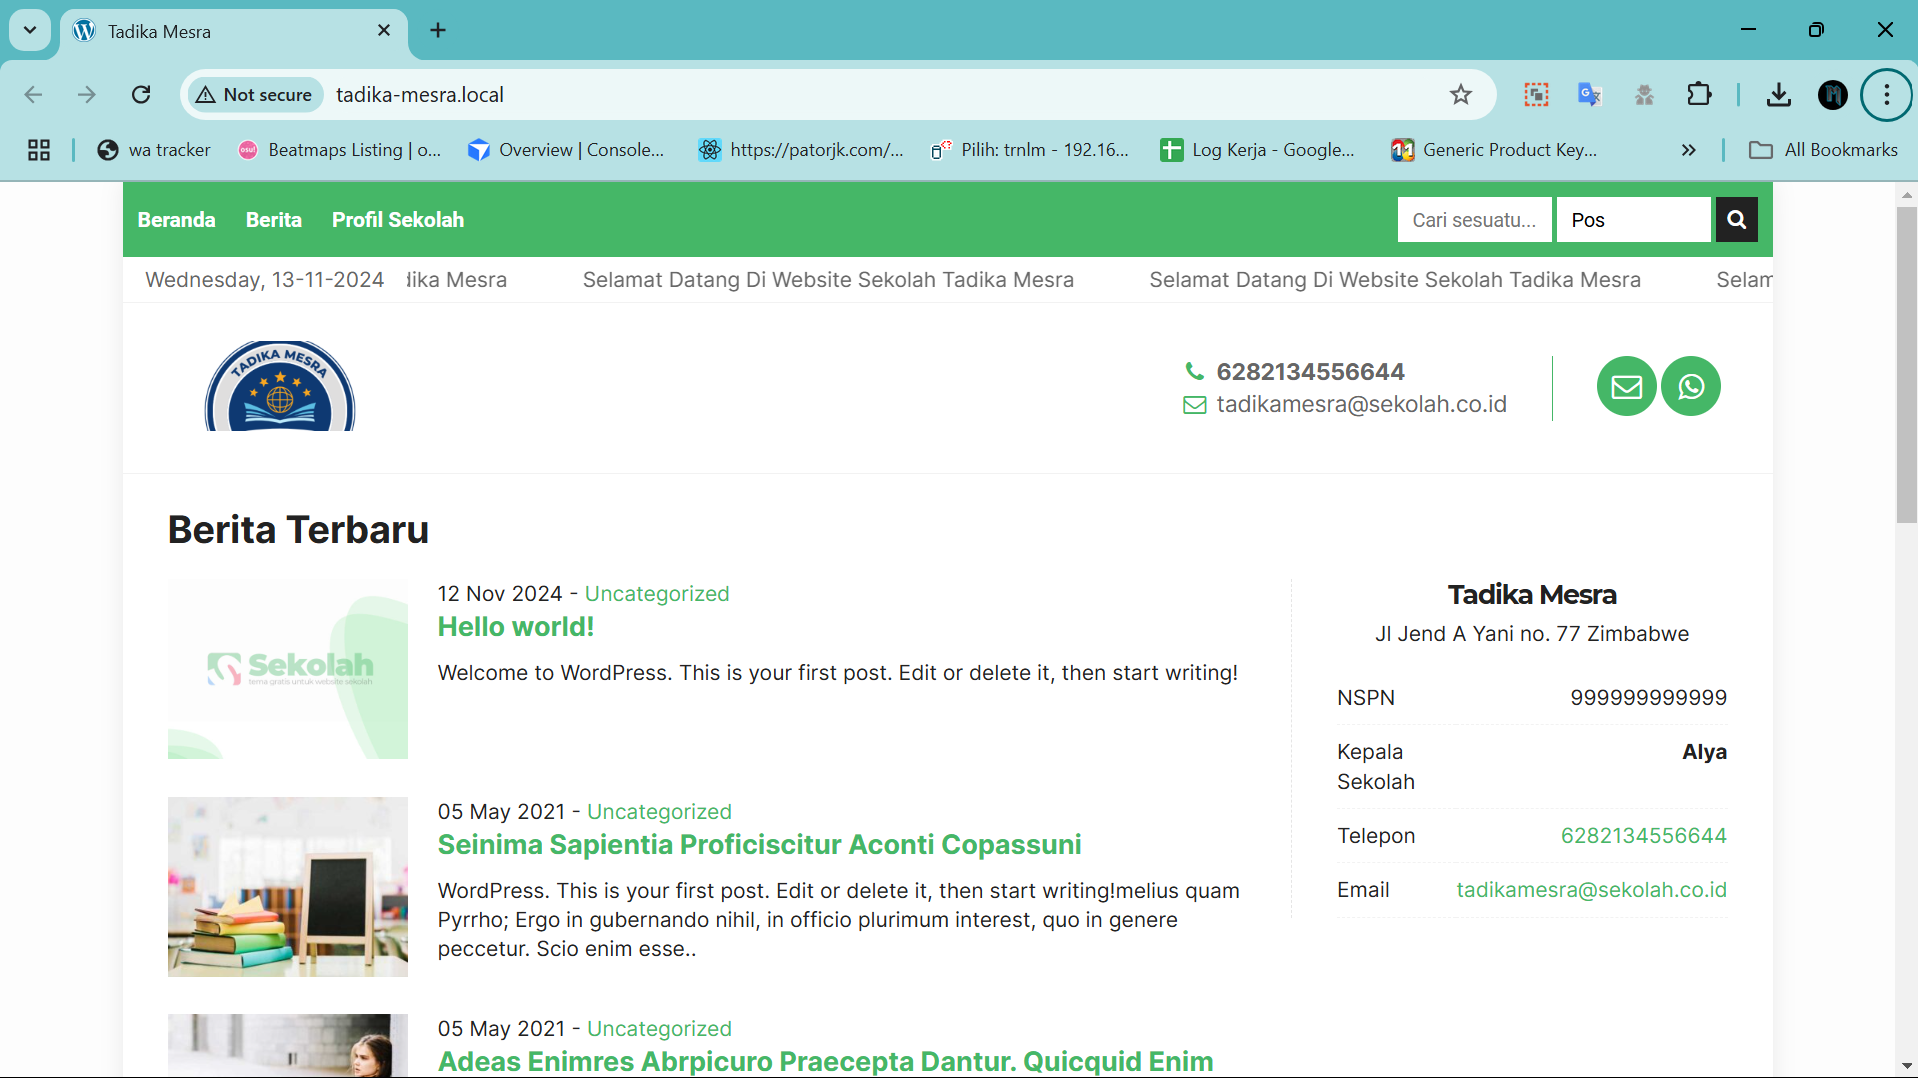 Tadika Mesra
Not secure
tadika-mesra.local
wa tracker
Beatmaps Listing | o...
Overview | Console...
https://patorjk.com/...
Pilih: trnlm - 192.16...
Log Kerja - Google...
Generic Product Key...
All Bookmarks
Beranda
Berita
Profil Sekolah
Cari sesuatu...
Pos
Wednesday, 13-11-2024
dika Mesra
Selamat Datang Di Website Sekolah Tadika Mesra
Selamat Datang Di Website Sekolah Tadika Mesra
Selam
TADIKA MESRA
6282134556644
tadikamesra@sekolah.co.id
Berita Terbaru
Sekolah
tema gratis untuk website sekolah
12 Nov 2024 - Uncategorized
Hello world!
Welcome to WordPress. This is your first post. Edit or delete it, then start writing!
05 May 2021 - Uncategorized
Seinima Sapientia Proficiscitur Aconti Copassuni
WordPress. This is your first post. Edit or delete it, then start writing!melius quam
Pyrrho; Ergo in gubernando nihil, in officio plurimum interest, quo in genere
peccetur. Scio enim esse..
05 May 2021 - Uncategorized
Adeas Enimres Abrpicuro Praecepta Dantur. Quicquid Enim
Tadika Mesra
Jl Jend A Yani no. 77 Zimbabwe
NSPN 999999999999
Kepala Sekolah Alya
Telepon 6282134556644
Email tadikamesra@sekolah.co.id